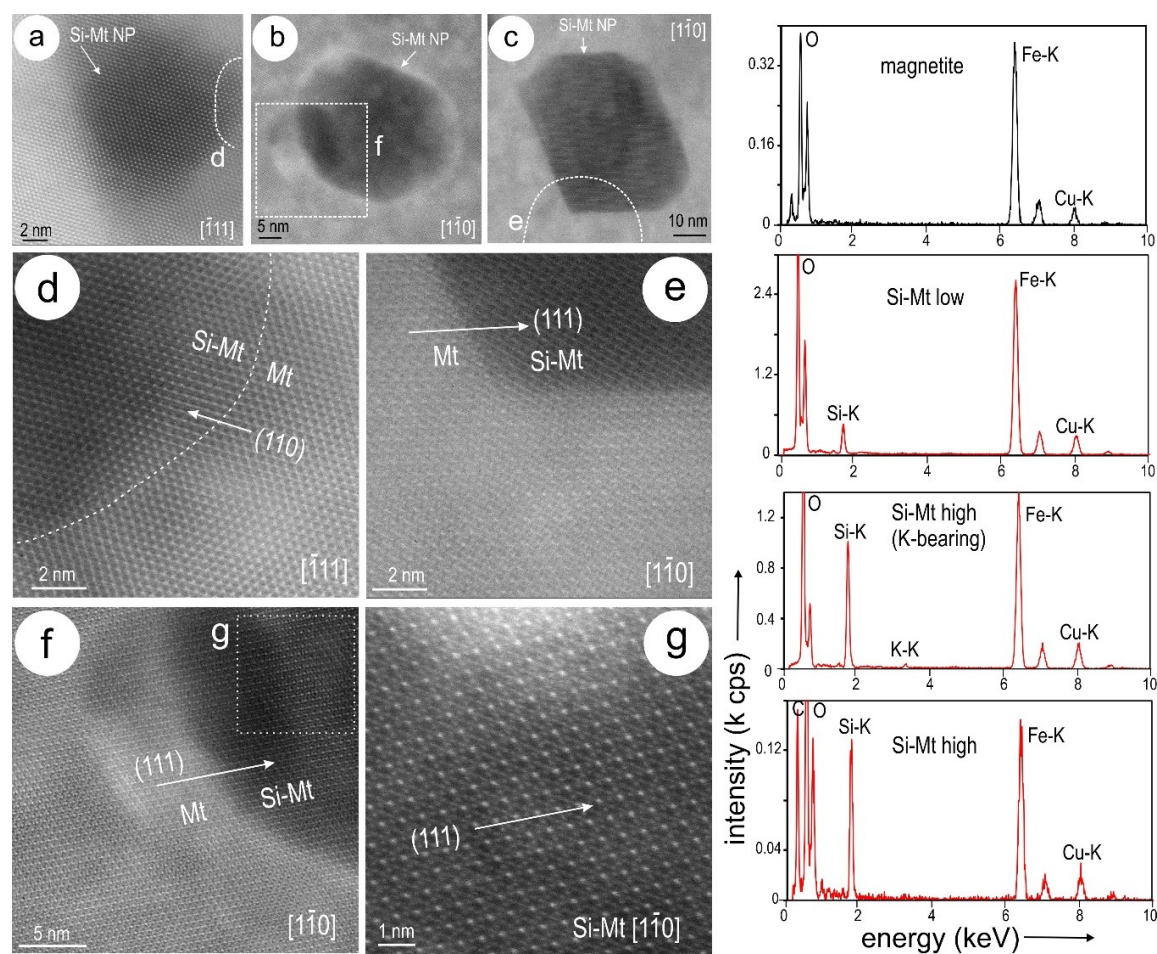 a
Si-Mt NP
d
2 nm
[1̄11]
b
Si-Mt NP
f
5 nm
[11̄0]
c
Si-Mt NP
[11̄0]
e
10 nm
d
Si-Mt
Mt
(110)
2 nm
[1̄11]
e
(111)
Mt
Si-Mt
2 nm
[11̄0]
f
g
(111)
Mt
Si-Mt
5 nm
[11̄0]
g
(111)
1 nm
Si-Mt [11̄0]
O
magnetite
Fe-K
Cu-K
0.32
0.16
0
0 2 4 6 8 10
O
Si-Mt low
Fe-K
Si-K
Cu-K
2.4
1.2
0
0 2 4 6 8 10
O
Si-Mt high
(K-bearing)
Fe-K
Si-K
K-K
Cu-K
1.2
0.8
0.4
0
0 2 4 6 8 10
C O
Si-K
Si-Mt high
Fe-K
Cu-K
0.12
0.04
0
0 2 4 6 8 10
intensity (k cps)
energy (keV)